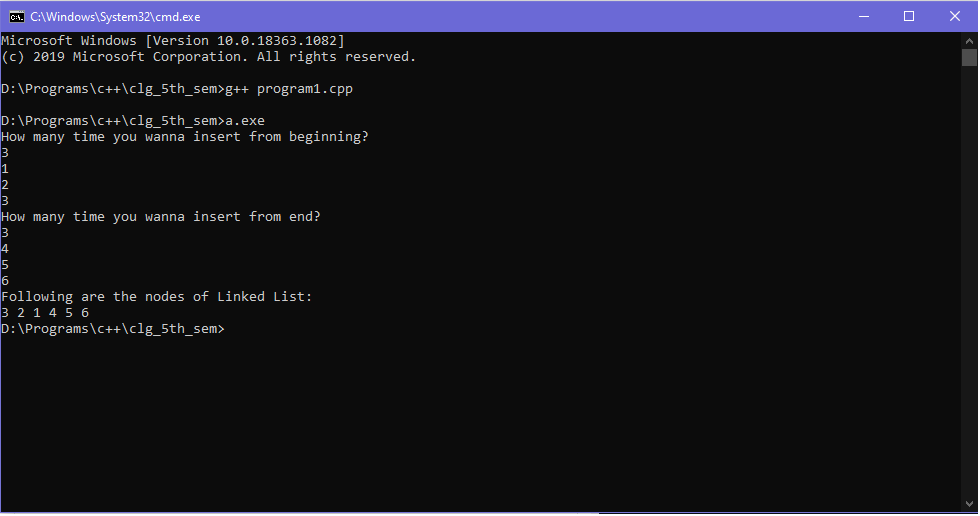 C:\Windows\System32\cmd.exe
Microsoft Windows [Version 10.0.18363.1082]
(c) 2019 Microsoft Corporation. All rights reserved.
D:\Programs\c++\clg_5th_sem>g++ program1.cpp
D:\Programs\c++\clg_5th_sem>a.exe
How many time you wanna insert from beginning?
3
1
2
3
How many time you wanna insert from end?
3
4
5
6
Following are the nodes of Linked List:
3 2 1 4 5 6
D:\Programs\c++\clg_5th_sem>